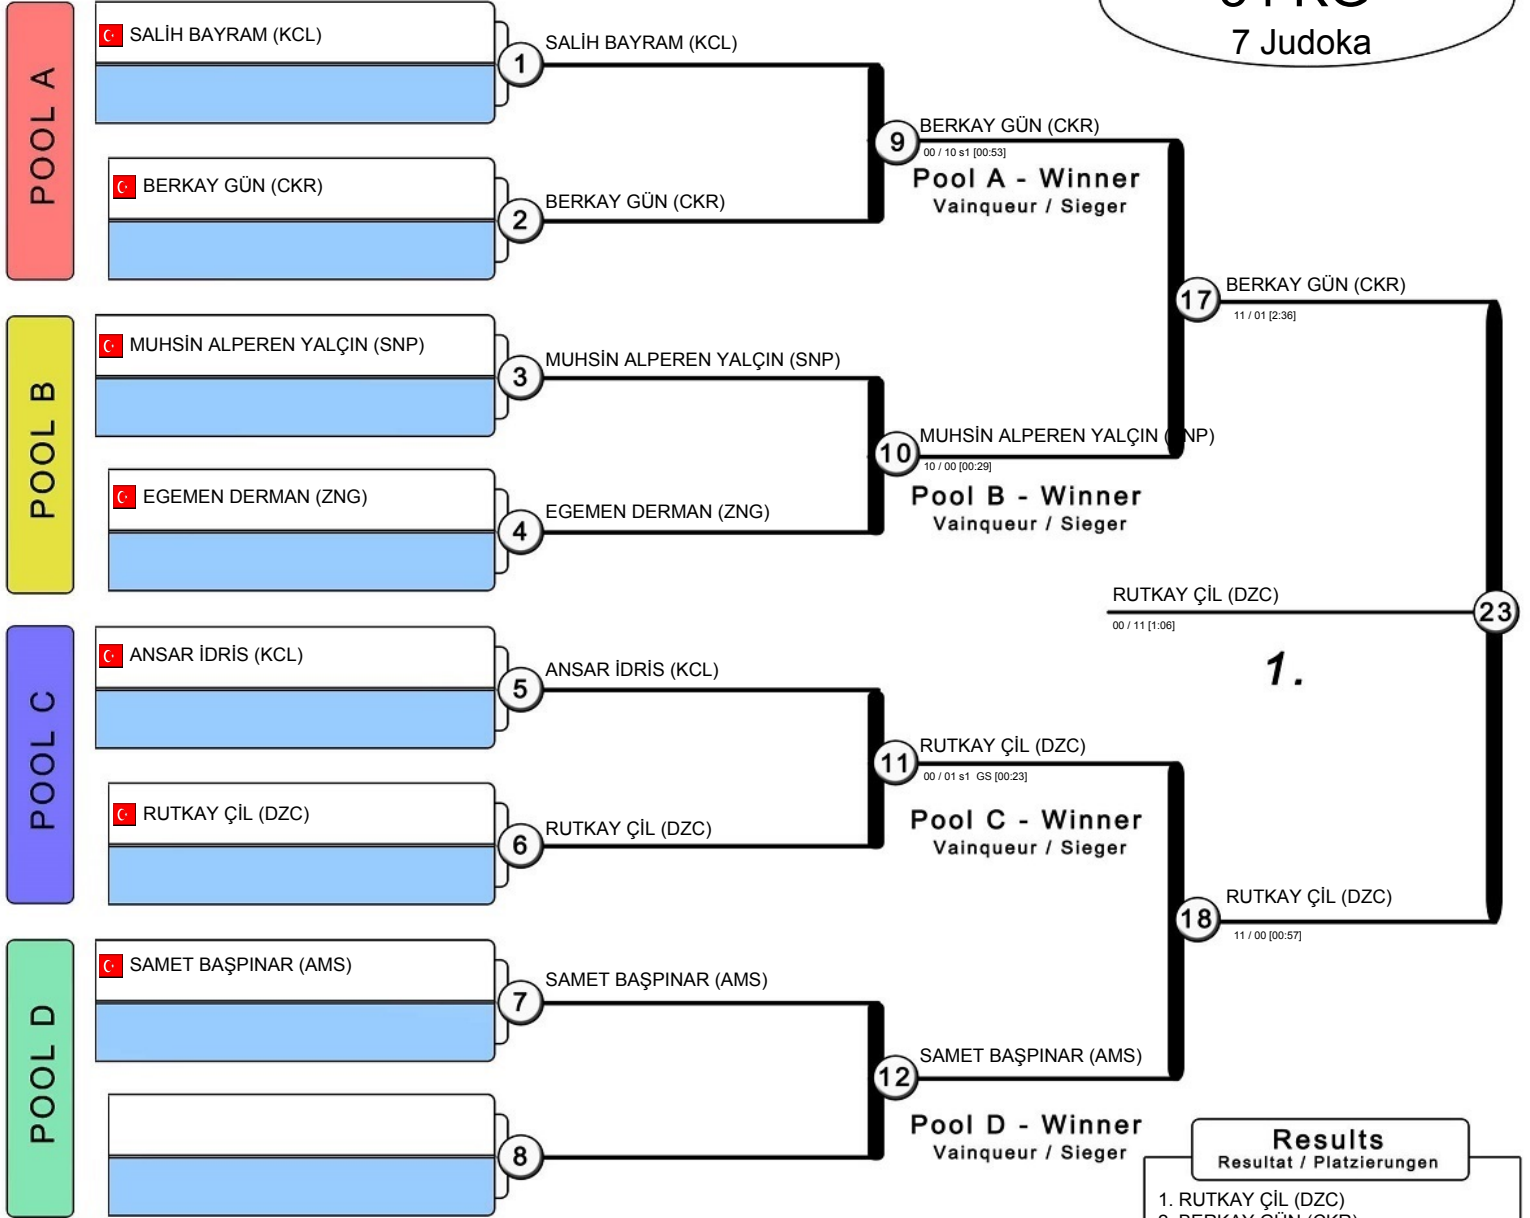 7 Judoka
POOL A
SALİH BAYRAM (KCL)
1
SALİH BAYRAM (KCL)
BERKAY GÜN (CKR)
2
BERKAY GÜN (CKR)
9
BERKAY GÜN (CKR)
00 / 10 s1 [00:53]
Pool A - Winner
Vainqueur / Sieger
17
BERKAY GÜN (CKR)
11 / 01 [2:36]
POOL B
MUHSİN ALPEREN YALÇIN (SNP)
3
MUHSİN ALPEREN YALÇIN (SNP)
EGEMEN DERMAN (ZNG)
4
EGEMEN DERMAN (ZNG)
10
MUHSİN ALPEREN YALÇIN (SNP)
10 / 00 [00:29]
Pool B - Winner
Vainqueur / Sieger
RUTKAY ÇİL (DZC)
00 / 11 [1:06]
23
1.
POOL C
ANSAR İDRİS (KCL)
5
ANSAR İDRİS (KCL)
RUTKAY ÇİL (DZC)
6
RUTKAY ÇİL (DZC)
11
RUTKAY ÇİL (DZC)
00 / 01 s1 GS [00:23]
Pool C - Winner
Vainqueur / Sieger
18
RUTKAY ÇİL (DZC)
11 / 00 [00:57]
POOL D
SAMET BAŞPINAR (AMS)
7
SAMET BAŞPINAR (AMS)
8
12
SAMET BAŞPINAR (AMS)
Pool D - Winner
Vainqueur / Sieger
Results
Resultat / Platzierungen
1. RUTKAY ÇİL (DZC)
2. BERKAY GÜN (CKR)